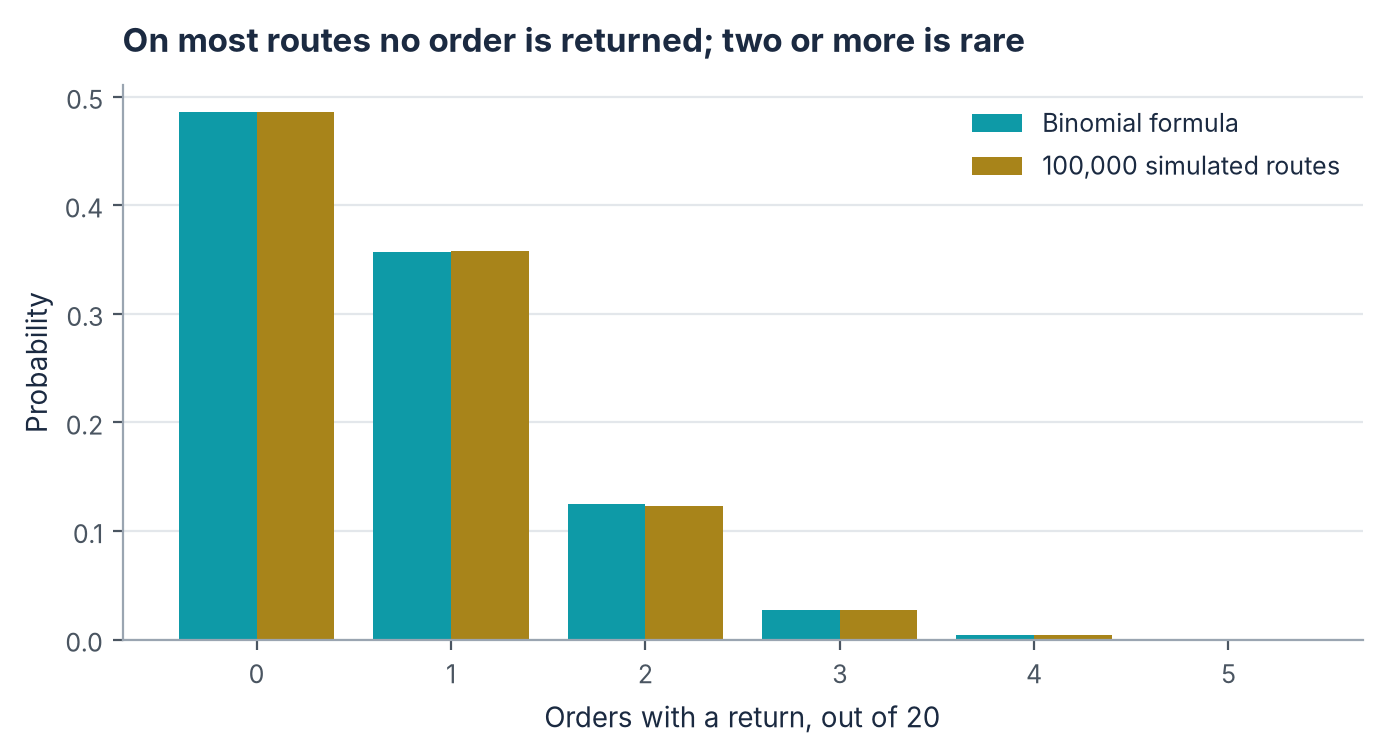 On most routes no order is returned; two or more is rare
Binomial formula
100,000 simulated routes
Probability
0.5
0.4
0.3
0.2
0.1
0.0
0
1
2
3
4
5
Orders with a return, out of 20